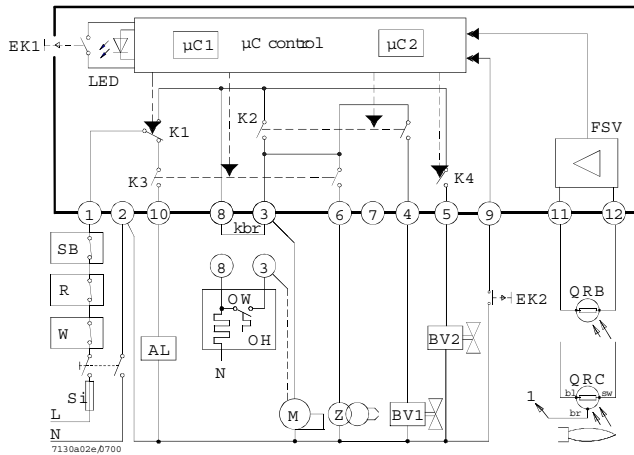 EK1
LED
µC1
µC control
µC2
FSV
K1
K2
K3
K4
1
2
10
8
3
6
7
4
5
9
11
12
kbr
SB
R
W
Si
L
N
AL
8
3
OW
OH
N
M
Z
BV1
BV2
EK2
QRB
QRC
bl
sw
br
1
7130a02e/0700